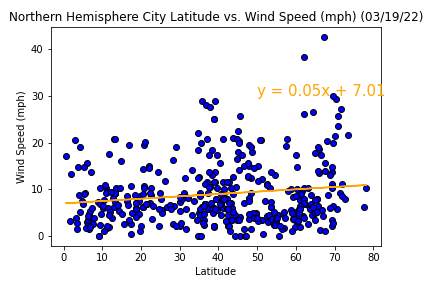 Northern Hemisphere City Latitude vs. Wind Speed (mph) (03/19/22)
40
30
y = 0.05x + 7.01
20
10
0
Wind Speed (mph)
0 10 20 30 40 50 60 70 80
Latitude